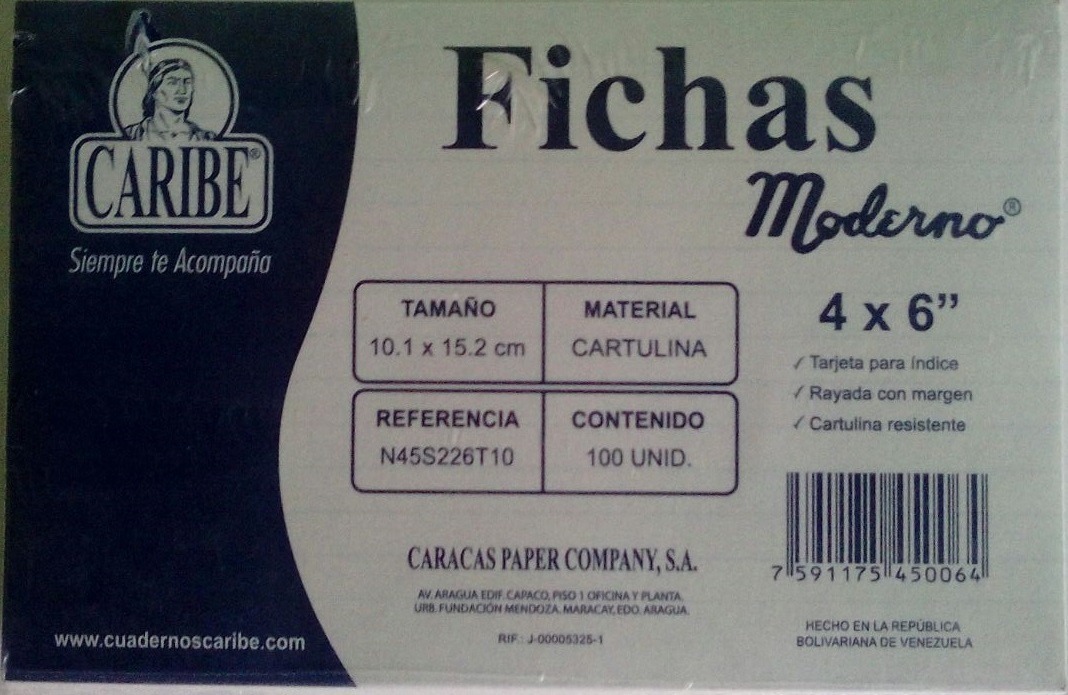 CARIBE®
Siempre te Acompaña
Fichas
Moderno®
TAMAÑO
10.1 x 15.2 cm
MATERIAL
CARTULINA
REFERENCIA
N45S226T10
CONTENIDO
100 UNID.
4 x 6”
✓ Tarjeta para índice
✓ Rayada con margen
✓ Cartulina resistente
CARACAS PAPER COMPANY, S.A.
AV. ARAGUA EDIF. CAPACO, PISO 1 OFICINA Y PLANTA.
URB. FUNDACIÓN MENDOZA. MARACAY, EDO. ARAGUA.
RIF.: J-00005325-1
7 591175 450064
HECHO EN LA REPÚBLICA
BOLIVARIANA DE VENEZUELA
www.cuadernoscaribe.com